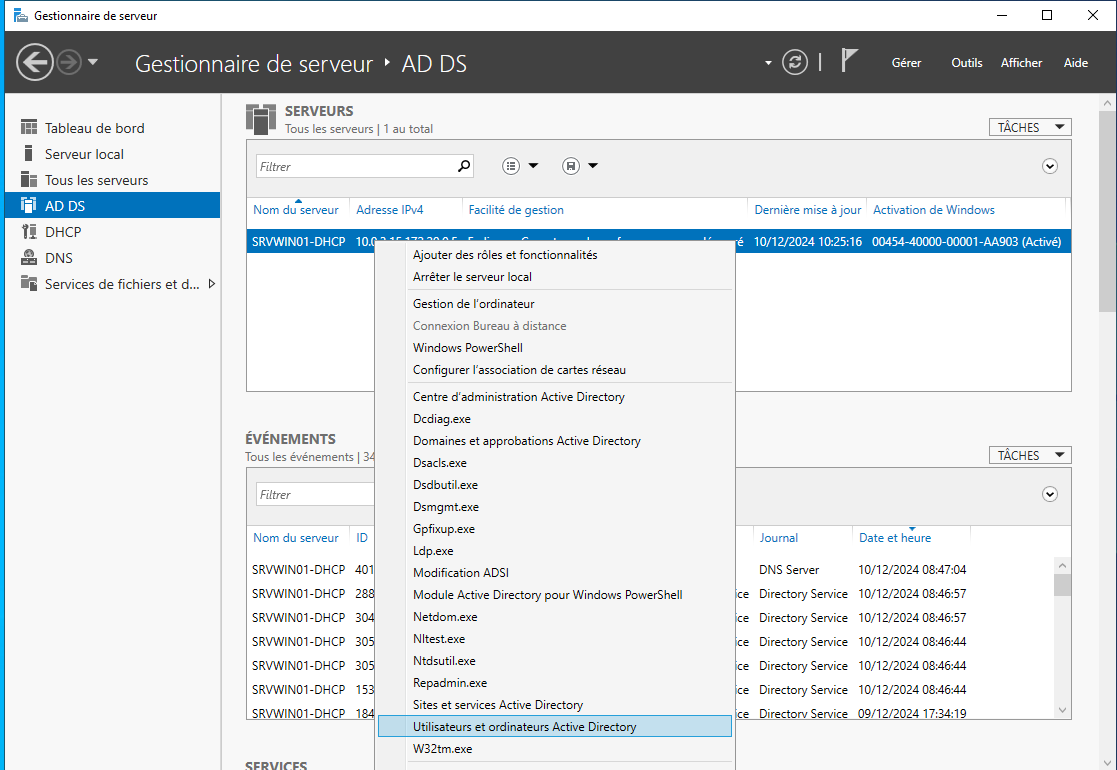 Gestionnaire de serveur
Gestionnaire de serveur ‣ AD DS
Gérer Outils Afficher Aide
Tableau de bord
Serveur local
Tous les serveurs
AD DS
DHCP
DNS
Services de fichiers et d...
SERVEURS
Tous les serveurs | 1 au total
TÂCHES
Filtrer
Nom du serveur Adresse IPv4 Facilité de gestion Dernière mise à jour Activation de Windows
SRVWIN01-DHCP 10/12/2024 10:25:16 00454-40000-00001-AA903 (Activé)
Ajouter des rôles et fonctionnalités
Arrêter le serveur local
Gestion de l'ordinateur
Connexion Bureau à distance
Windows PowerShell
Configurer l'association de cartes réseau
Centre d'administration Active Directory
Dcdiag.exe
Domaines et approbations Active Directory
Dsacls.exe
Dsdbutil.exe
Dsmgmt.exe
Gpfixup.exe
Ldp.exe
Modification ADSI
Module Active Directory pour Windows PowerShell
Netdom.exe
Nltest.exe
Ntdsutil.exe
Repadmin.exe
Sites et services Active Directory
Utilisateurs et ordinateurs Active Directory
W32tm.exe
ÉVÉNEMENTS
Tous les événements | 34
TÂCHES
Filtrer
Nom du serveur ID Journal Date et heure
SRVWIN01-DHCP 401 DNS Server 10/12/2024 08:47:04
SRVWIN01-DHCP 288 ice Directory Service 10/12/2024 08:46:57
SRVWIN01-DHCP 304 ice Directory Service 10/12/2024 08:46:57
SRVWIN01-DHCP 305 ice Directory Service 10/12/2024 08:46:44
SRVWIN01-DHCP 305 ice Directory Service 10/12/2024 08:46:44
SRVWIN01-DHCP 153 ice Directory Service 10/12/2024 08:46:44
SRVWIN01-DHCP 184 ice Directory Service 09/12/2024 17:34:19
SERVICES